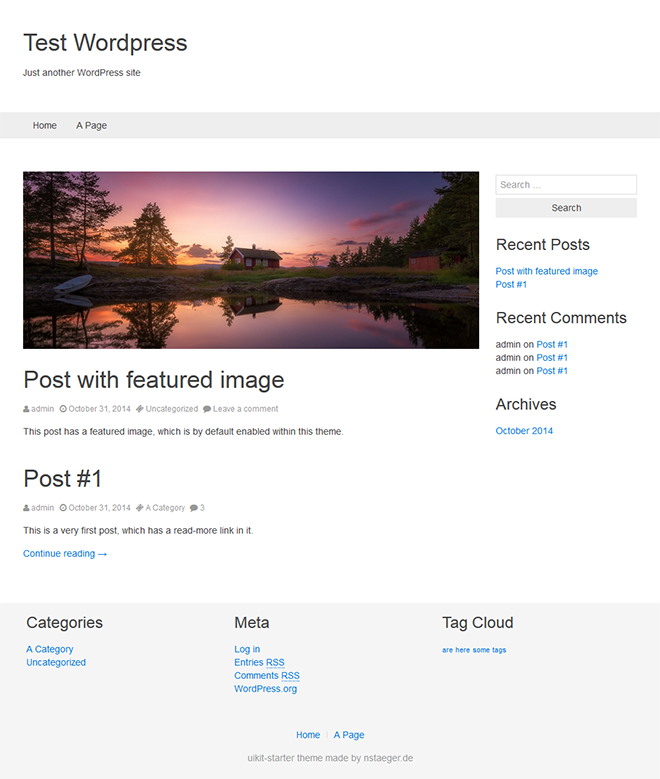 Test Wordpress
Just another WordPress site
Home A Page
Post with featured image
admin October 31, 2014 Uncategorized Leave a comment
This post has a featured image, which is by default enabled within this theme.
Post #1
admin October 31, 2014 A Category 3
This is a very first post, which has a read-more link in it.
Continue reading →
Search …
Search
Recent Posts
Post with featured image
Post #1
Recent Comments
admin on Post #1
admin on Post #1
admin on Post #1
Archives
October 2014
Categories
A Category
Uncategorized
Meta
Log in
Entries RSS
Comments RSS
WordPress.org
Tag Cloud
are here some tags
Home | A Page
uikit-starter theme made by nstaeger.de